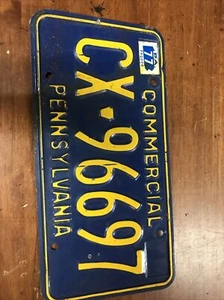 77
COMMERCIAL
CX 96697
PENNSYLVANIA